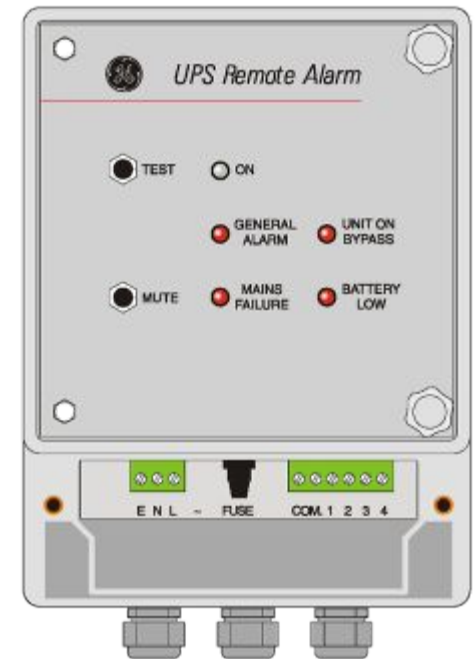 UPS Remote Alarm
TEST
ON
GENERAL
ALARM
UNIT ON
BYPASS
MUTE
MAINS
FAILURE
BATTERY
LOW
E N L ~ FUSE COM. 1 2 3 4